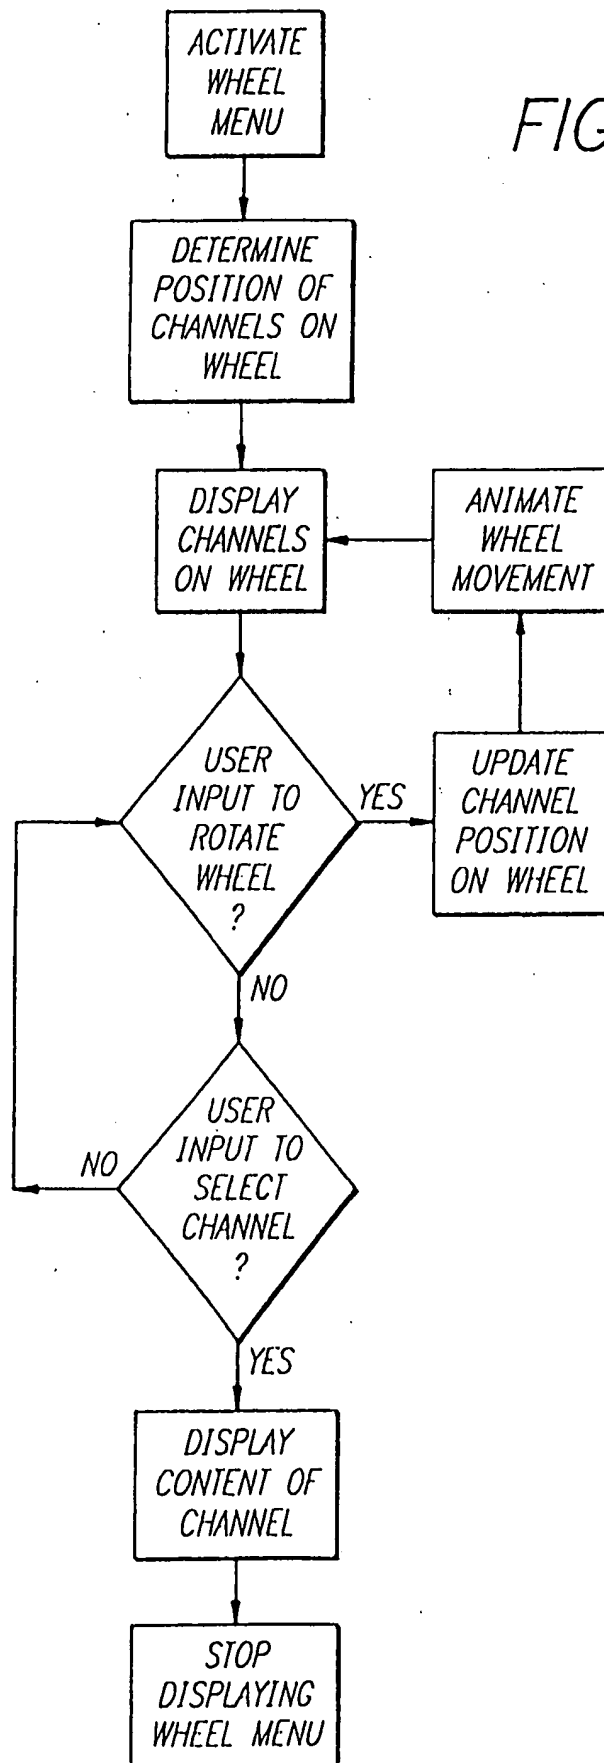 ACTIVATE
WHEEL
MENU
FIG
DETERMINE
POSITION OF
CHANNELS ON
WHEEL
DISPLAY
CHANNELS
ON WHEEL
ANIMATE
WHEEL
MOVEMENT
USER
INPUT TO
ROTATE
WHEEL
?
YES
UPDATE
CHANNEL
POSITION
ON WHEEL
NO
USER
INPUT TO
SELECT
CHANNEL
?
NO
YES
DISPLAY
CONTENT OF
CHANNEL
STOP
DISPLAYING
WHEEL MENU